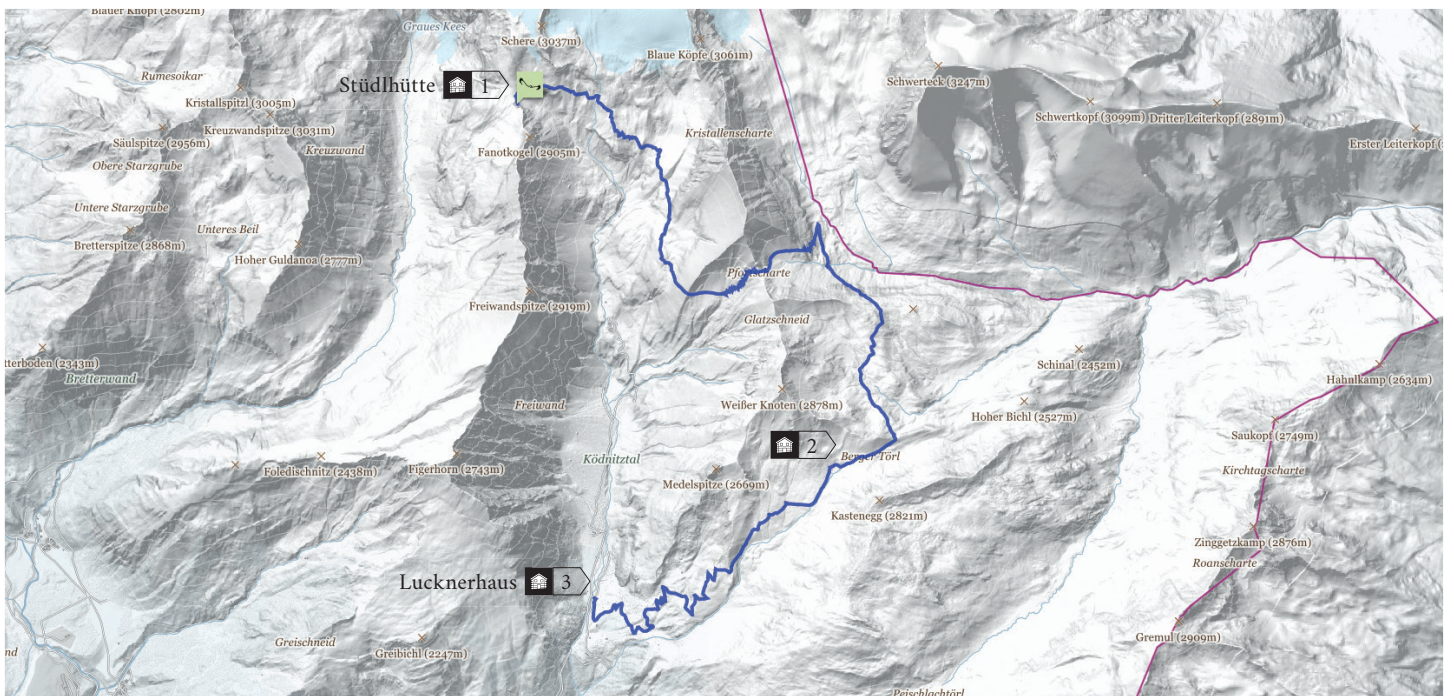 Blauer Knopf (2802m)
Graues Kees
Schere (3037m)
Blaue Köpfe (3061m)
Schwerteck (3247m)
Rumesoikar
Stüdlhütte 1
Kristallspitzl (3005m)
Schwertkopf (3099m)
Dritter Leiterkopf (2891m)
Kreuzwandspitze (3031m)
Kristallenscharte
Säulspitze (2956m)
Kreuzwand
Fanotkogel (2905m)
Erster Leiterkopf
Obere Starzgrube
Untere Starzgrube
Unteres Beil
Bretterspitze (2868m)
Hoher Guldanoa (2777m)
Pfortscharte
Freiwandspitze (2919m)
Glatzschneid
tterboden (2343m)
Schinal (2452m)
Bretterwand
Hahnlkamp (2634m)
Freiwand
Weißer Knoten (2878m)
Hoher Bichl (2527m)
Saukopf (2749m)
2
Ködnitztal
Berger Törl
Foledischnitz (2438m)
Figerhorn (2743m)
Kirchtagscharte
Medelspitze (2669m)
Kastenegg (2821m)
Zinggetzkamp (2876m)
Roanscharte
Lucknerhaus 3
Greischneid
Greibichl (2247m)
Gremul (2909m)
nd
Peischlachtörl